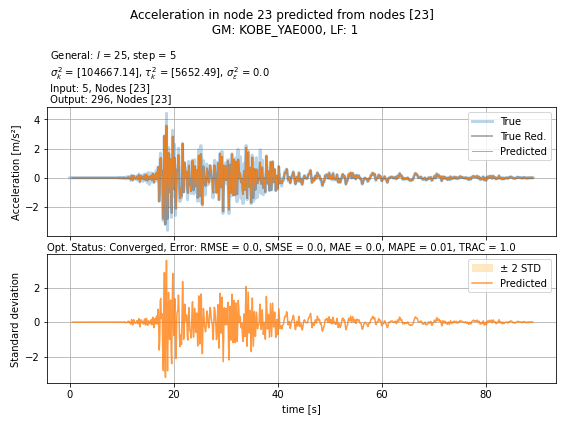 Acceleration in node 23 predicted from nodes [23]
GM: KOBE_YAE000, LF: 1
General: l = 25, step = 5
σ²ₖ = [104667.14], τ²ₖ = [5652.49], σ²ᵋ = 0.0
Input: 5, Nodes [23]
Output: 296, Nodes [23]
Acceleration [m/s²]
4
2
0
−2
True
True Red.
Predicted
Opt. Status: Converged, Error: RMSE = 0.0, SMSE = 0.0, MAE = 0.0, MAPE = 0.01, TRAC = 1.0
Standard deviation
2
0
−2
± 2 STD
Predicted
0 20 40 60 80
time [s]